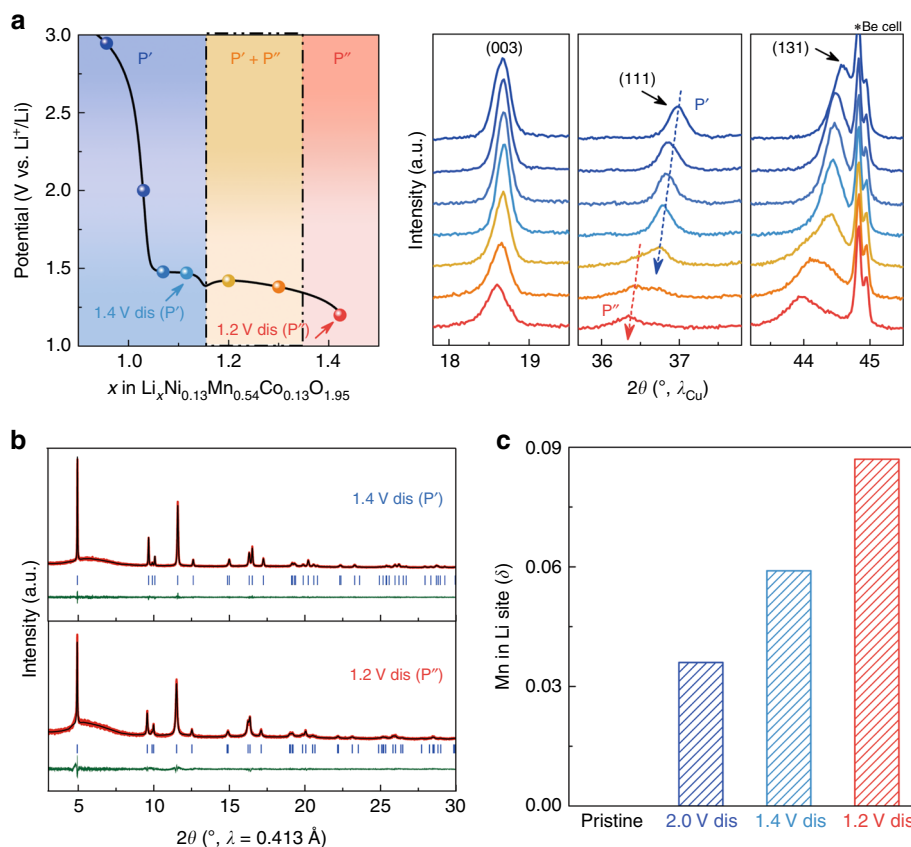 a
3.0
2.5
2.0
1.5
1.0
Potential (V vs. Li⁺/Li)
P′
P′ + P″
P″
1.4 V dis (P′)
1.2 V dis (P″)
1.0
1.2
1.4
x in LiₓNi₀.₁₃Mn₀.₅₄Co₀.₁₃O₁.₉₅
Intensity (a.u.)
(003)
(111)
P′
P″
(131)
*Be cell
18
19
36
37
44
45
2θ (°, λCu)
b
Intensity (a.u.)
1.4 V dis (P′)
1.2 V dis (P″)
5
10
15
20
25
30
2θ (°, λ = 0.413 Å)
c
Mn in Li site (δ)
0.09
0.06
0.03
0.00
Pristine
2.0 V dis
1.4 V dis
1.2 V dis